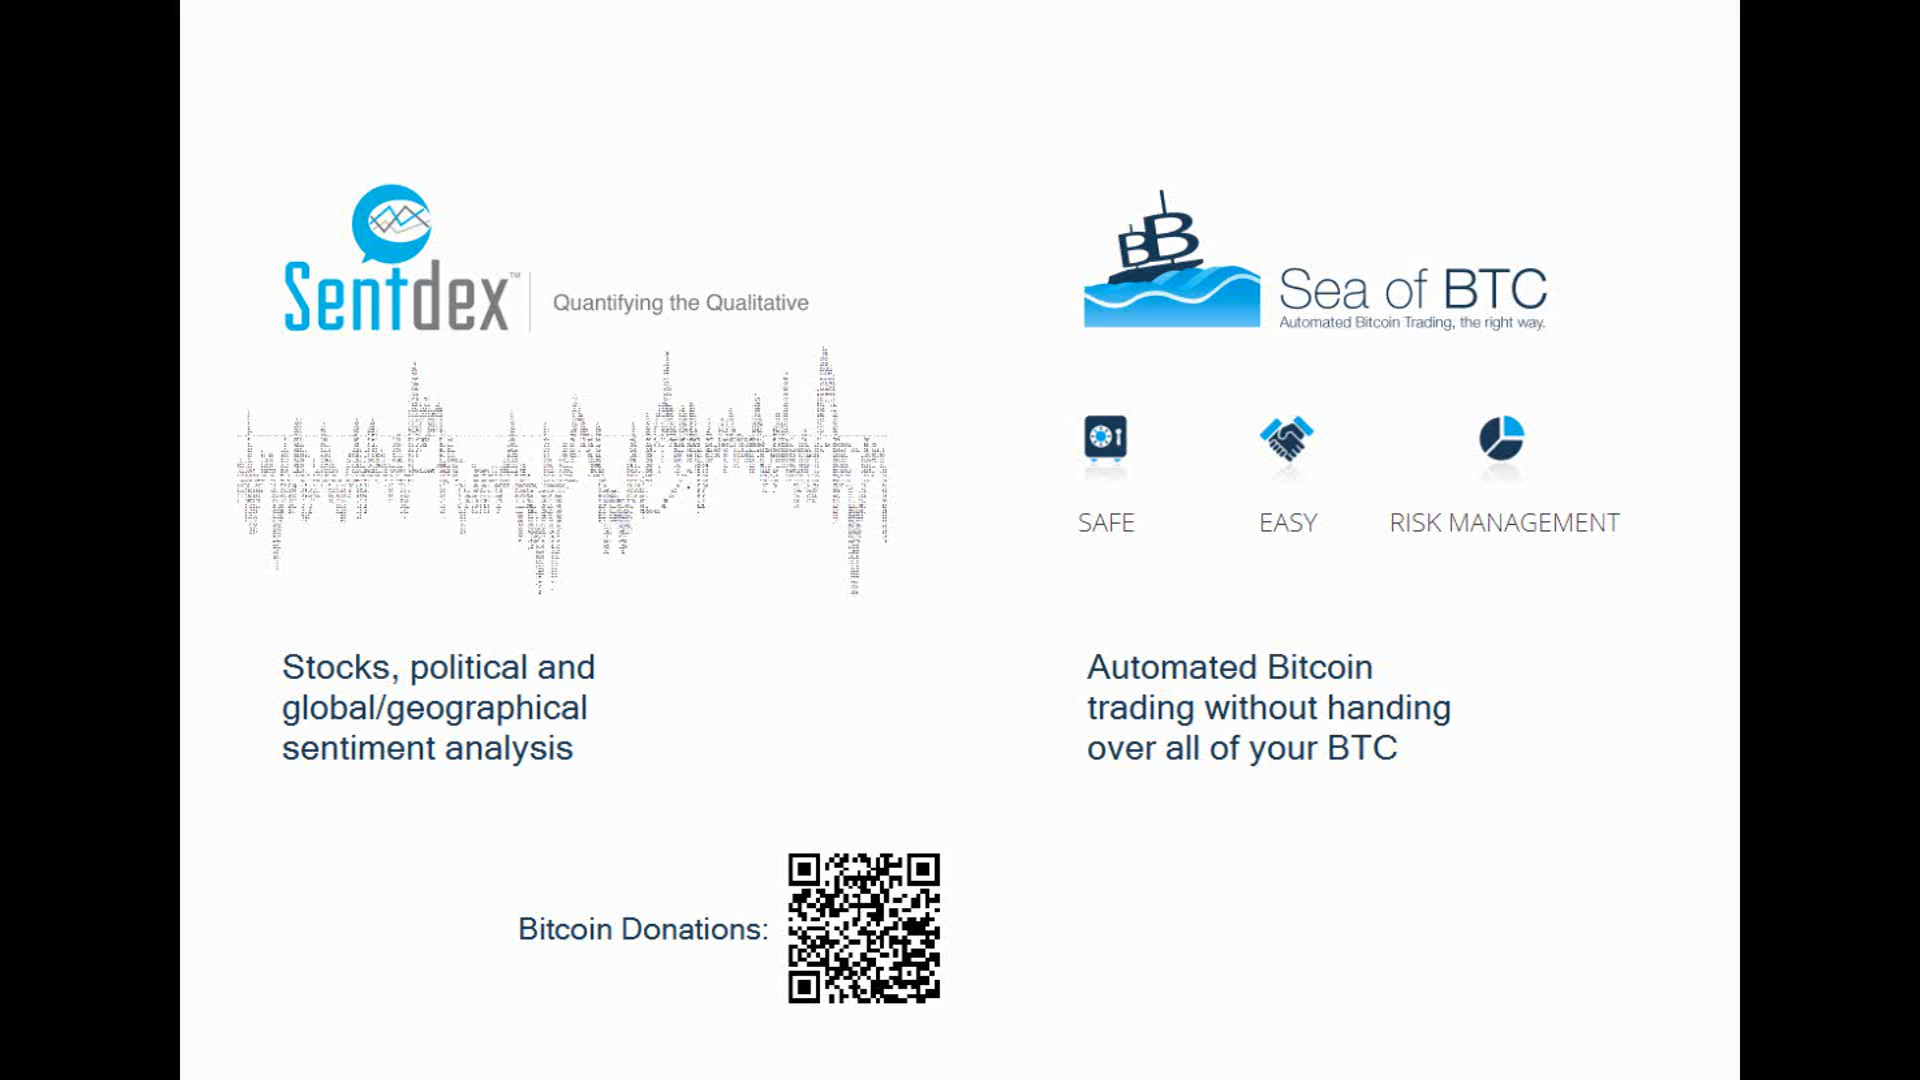 Sentdex™
Quantifying the Qualitative
Stocks, political and
global/geographical
sentiment analysis
Sea of BTC
Automated Bitcoin Trading, the right way.
SAFE
EASY
RISK MANAGEMENT
Automated Bitcoin
trading without handing
over all of your BTC
Bitcoin Donations: